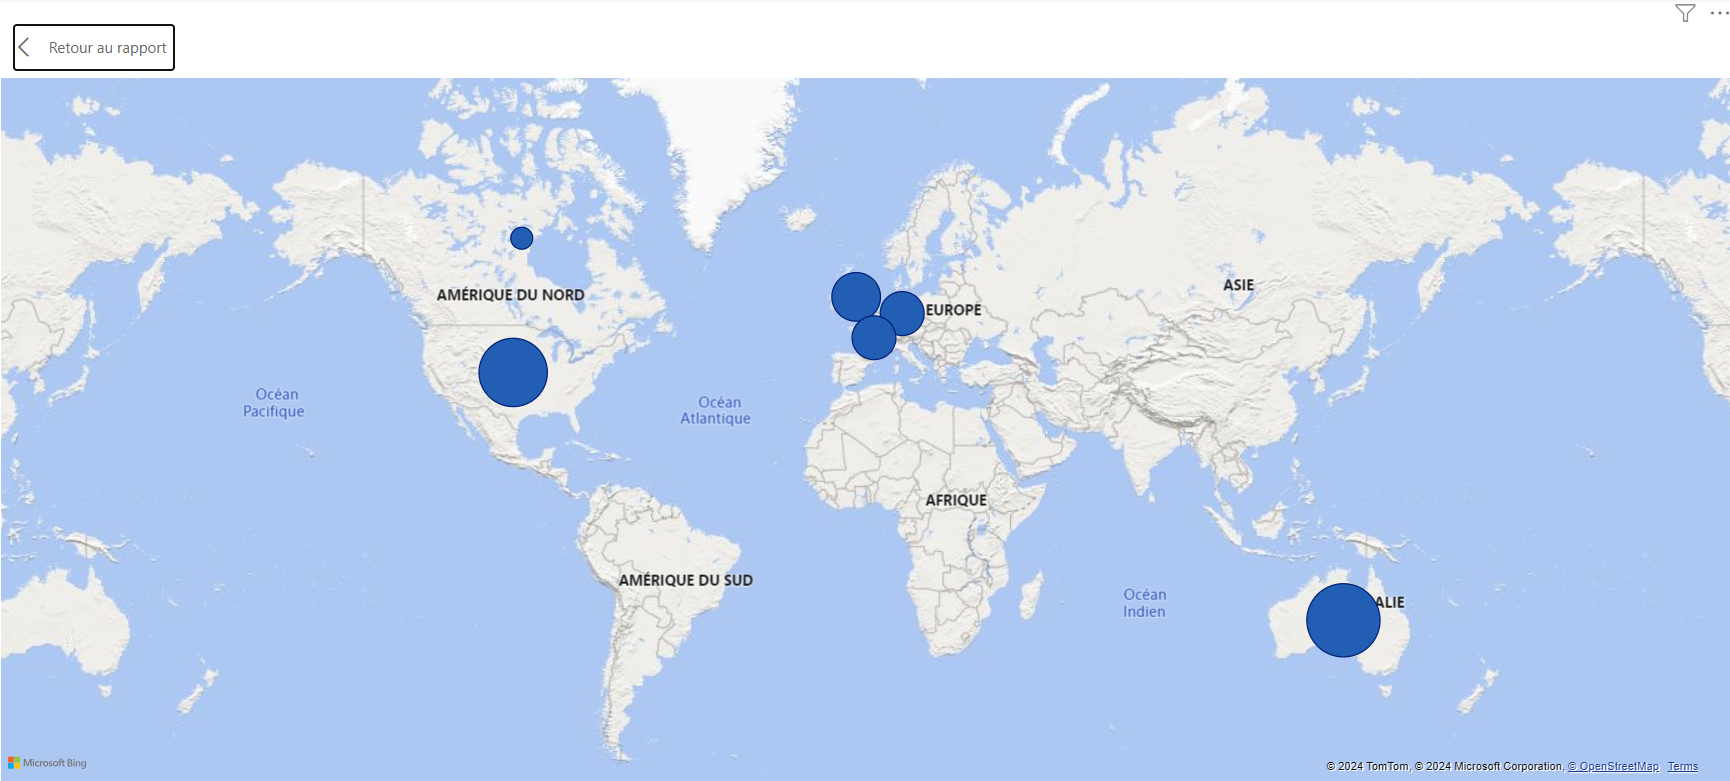 Retour au rapport
AMÉRIQUE DU NORD
ASIE
EUROPE
Océan
Pacifique
Océan
Atlantique
AFRIQUE
AMÉRIQUE DU SUD
Océan
Indien
ALIE
Microsoft Bing
© 2024 TomTom, © 2024 Microsoft Corporation, © OpenStreetMap Terms